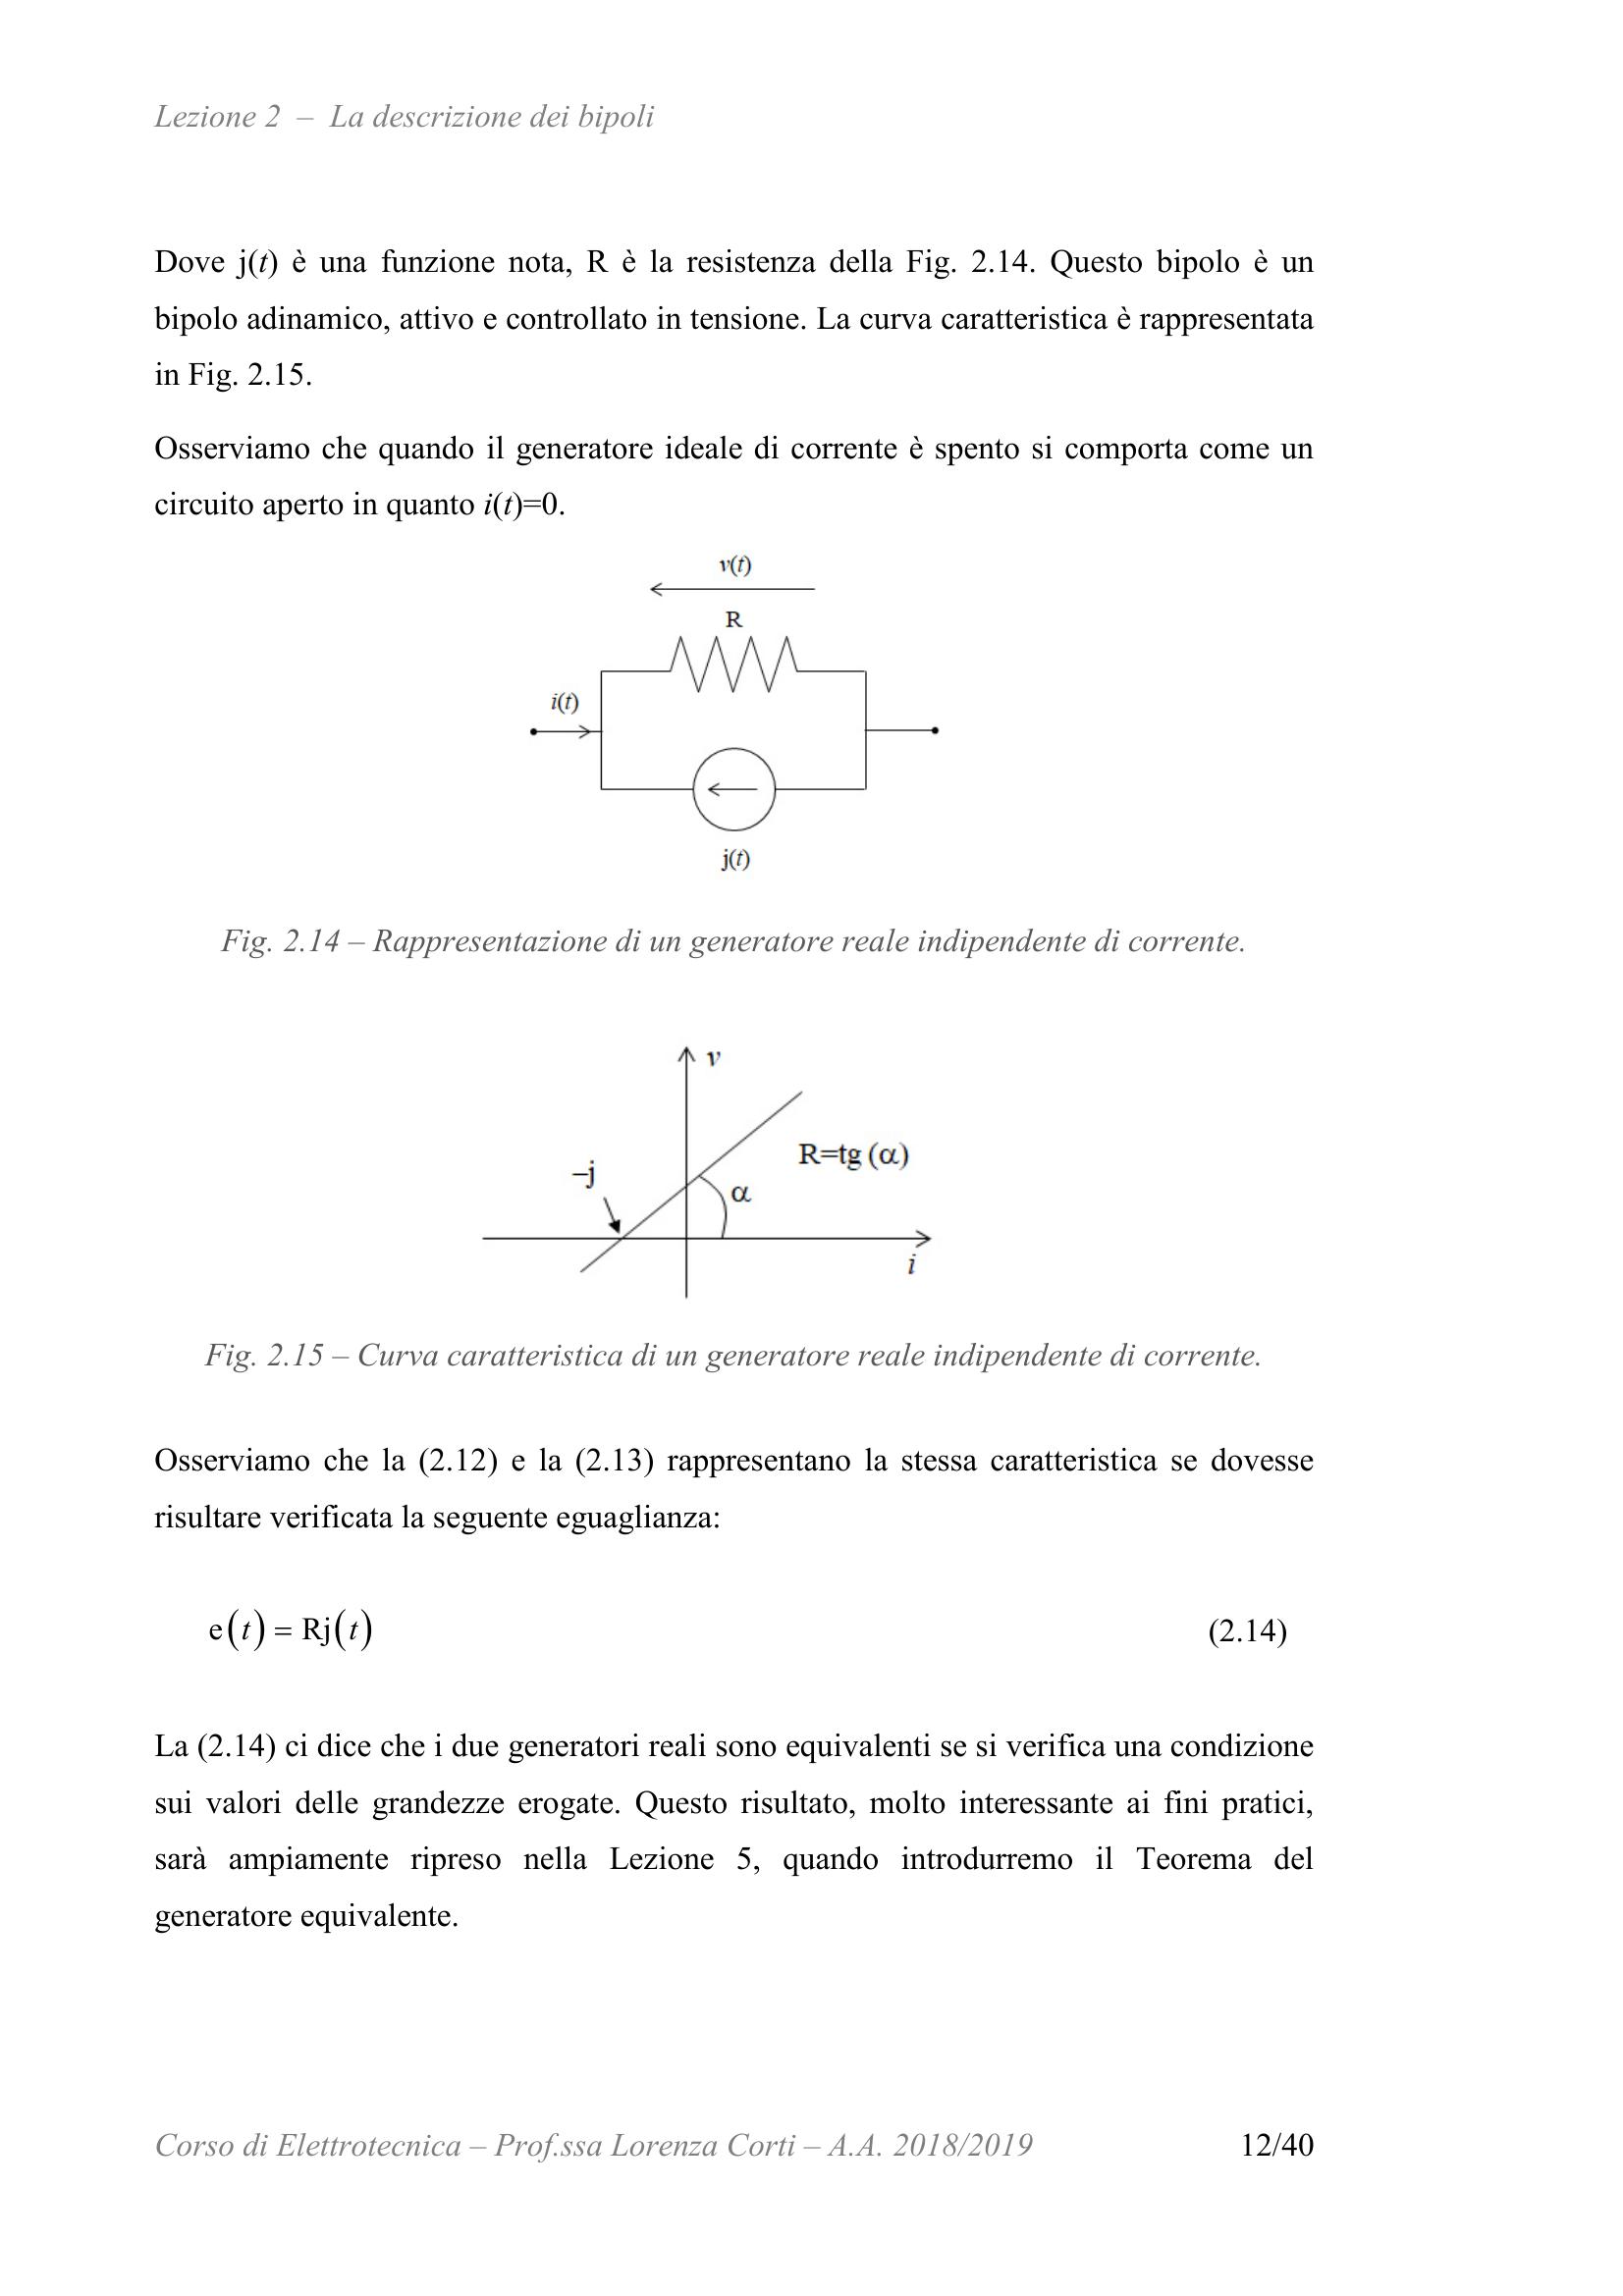 Lezione 2 – La descrizione dei bipoli
Dove j(t) è una funzione nota, R è la resistenza della Fig. 2.14. Questo bipolo è un
bipolo adinamico, attivo e controllato in tensione. La curva caratteristica è rappresentata
in Fig. 2.15.
Osserviamo che quando il generatore ideale di corrente è spento si comporta come un
circuito aperto in quanto i(t)=0.
v(t)
R
i(t)
j(t)
Fig. 2.14 – Rappresentazione di un generatore reale indipendente di corrente.
v
R=tg (α)
–j
α
i
Fig. 2.15 – Curva caratteristica di un generatore reale indipendente di corrente.
Osserviamo che la (2.12) e la (2.13) rappresentano la stessa caratteristica se dovesse
risultare verificata la seguente eguaglianza:
e(t) = Rj(t) (2.14)
La (2.14) ci dice che i due generatori reali sono equivalenti se si verifica una condizione
sui valori delle grandezze erogate. Questo risultato, molto interessante ai fini pratici,
sarà ampiamente ripreso nella Lezione 5, quando introdurremo il Teorema del
generatore equivalente.
Corso di Elettrotecnica – Prof.ssa Lorenza Corti – A.A. 2018/2019 12/40